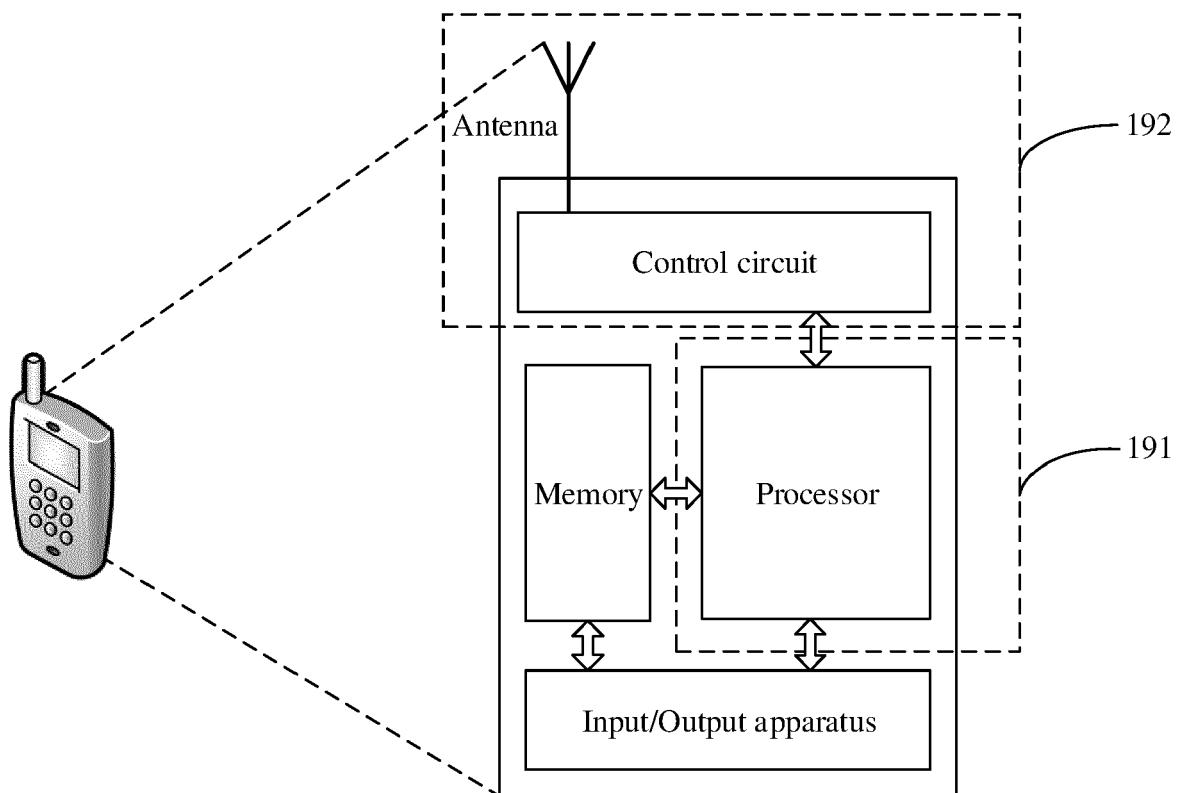 Antenna
192
Control circuit
191
Memory
Processor
Input/Output apparatus